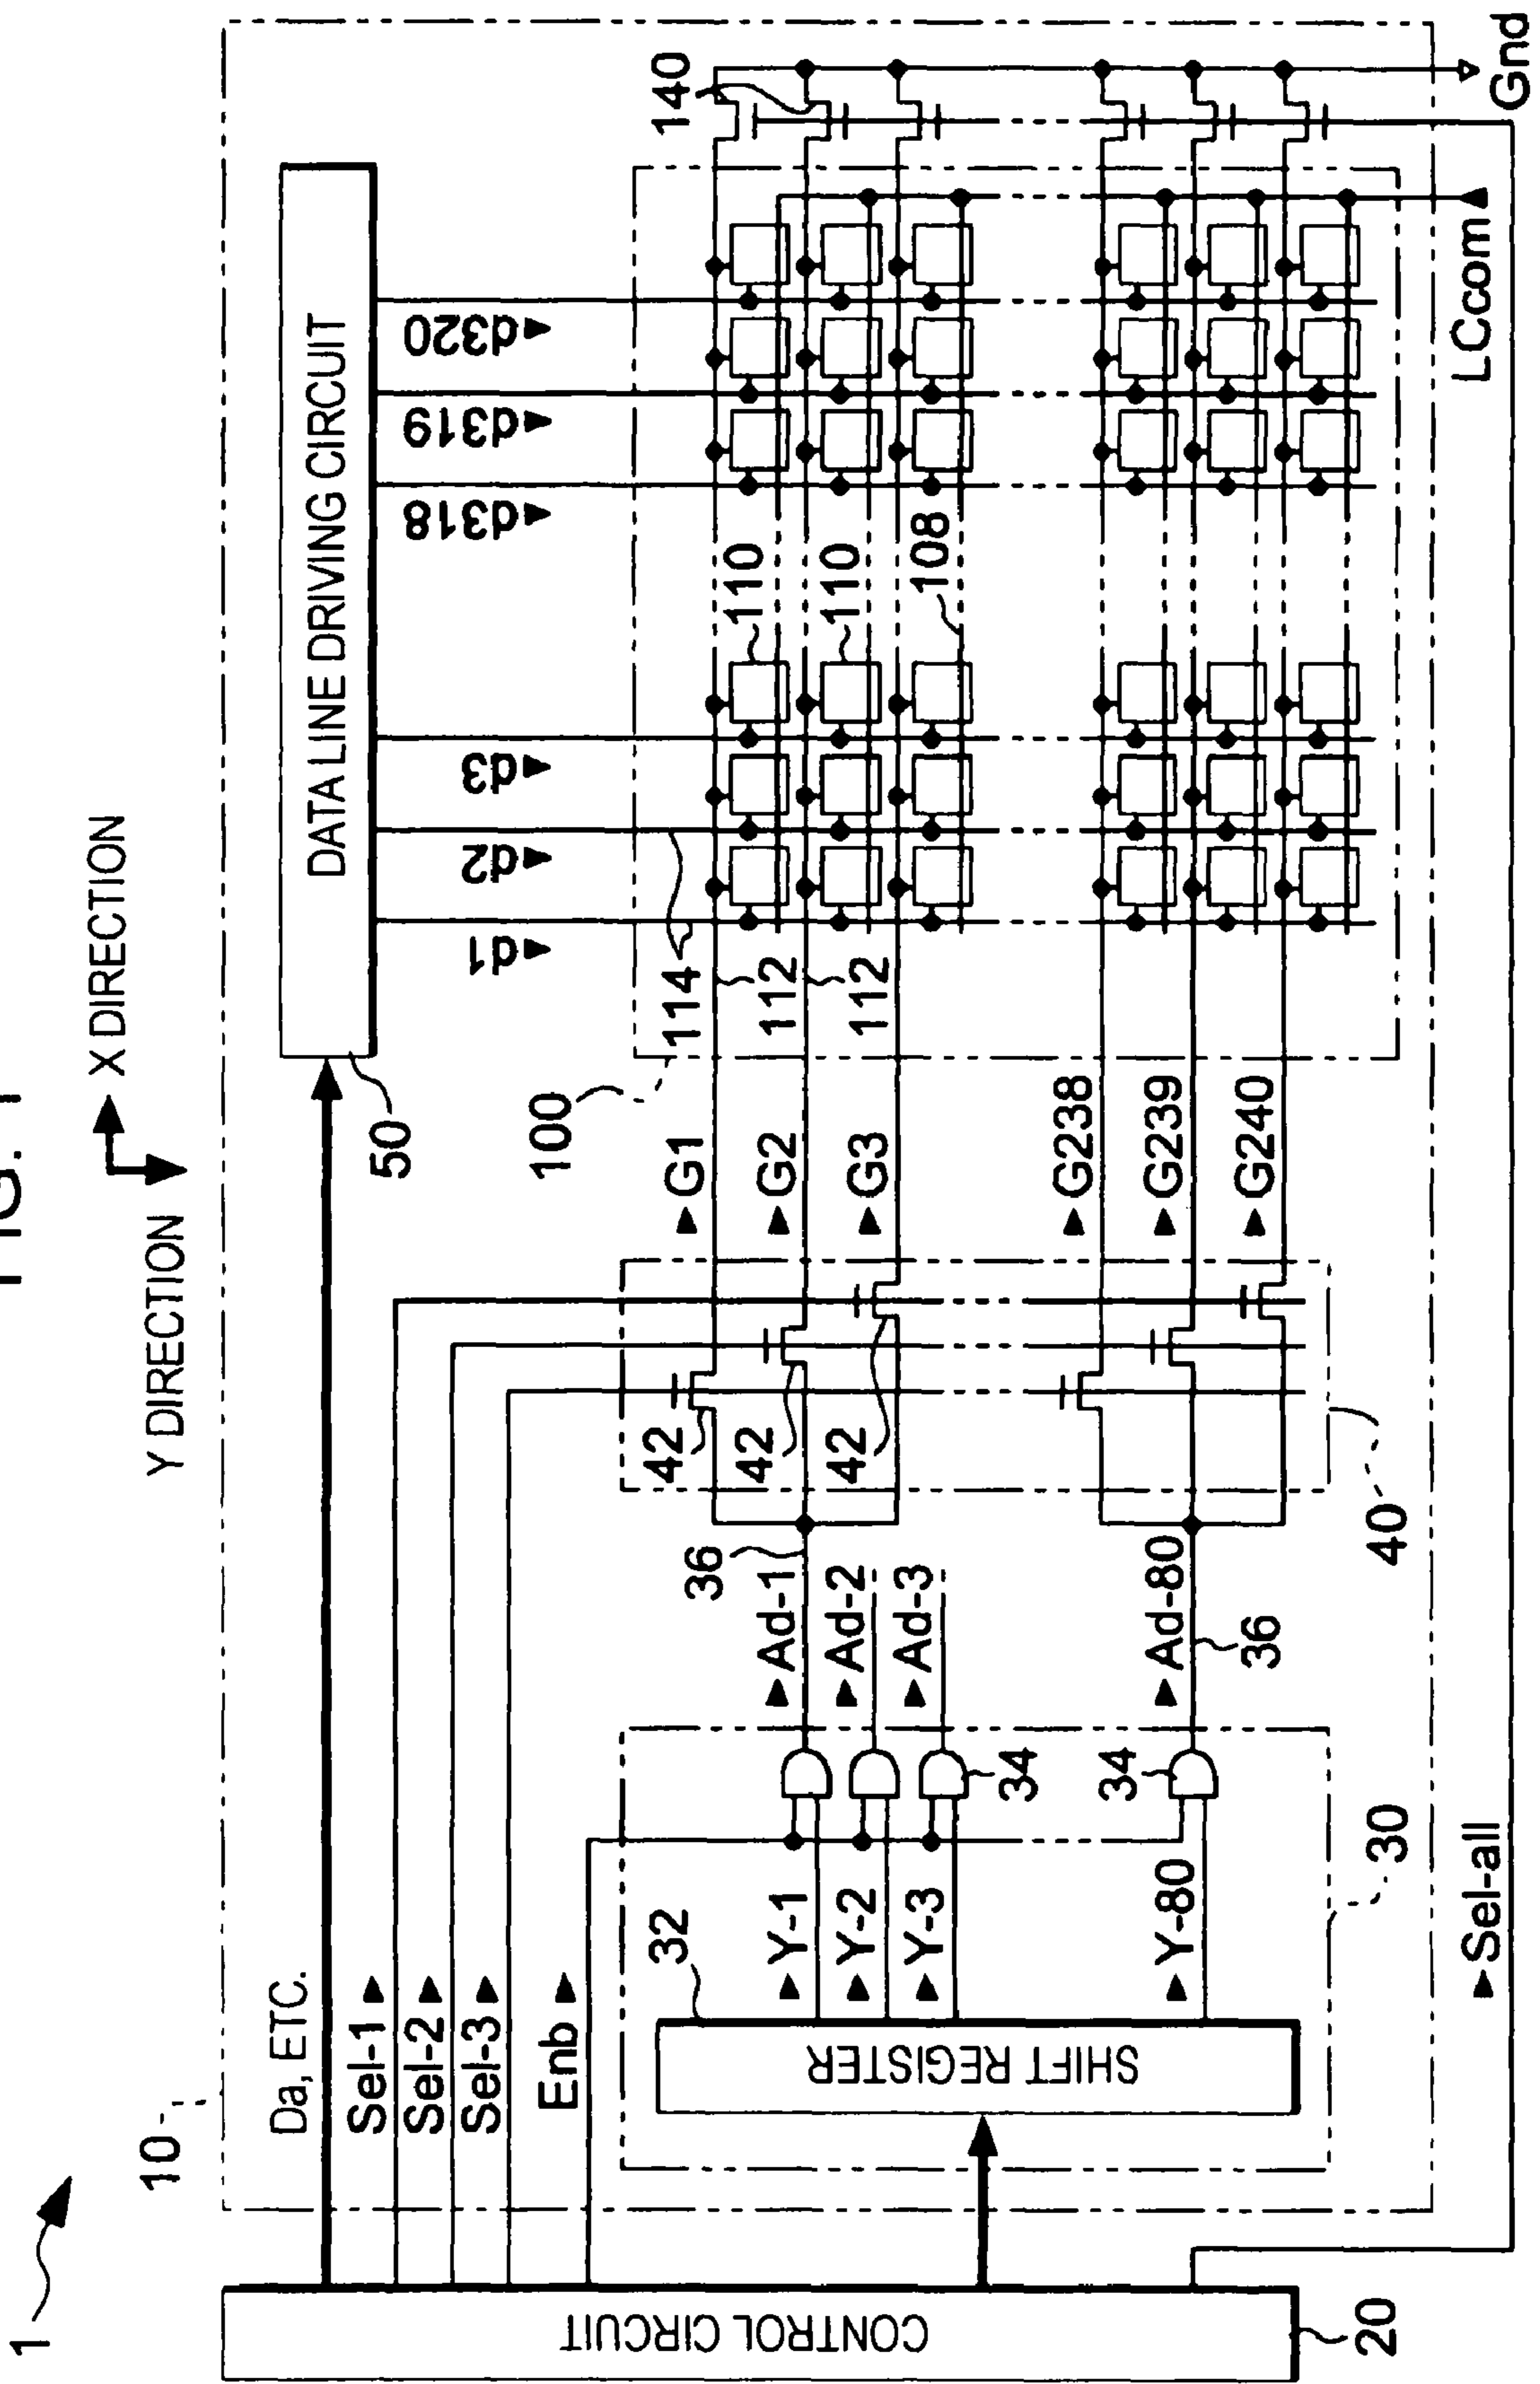 FIG. 1
1
10
X DIRECTION
Y DIRECTION
DATA LINE DRIVING CIRCUIT
50
Da, ETC.
Sel-1
Sel-2
Sel-3
Enb
d1
d2
d3
d318
d319
d320
100
114
112
112
110
110
108
140
G1
G2
G3
G238
G239
G240
42
42
42
40
36
36
Ad-1
Ad-2
Ad-3
Ad-80
34
34
32
Y-1
Y-2
Y-3
Y-80
30
SHIFT REGISTER
CONTROL CIRCUIT
20
Sel-all
LCcom
Gnd